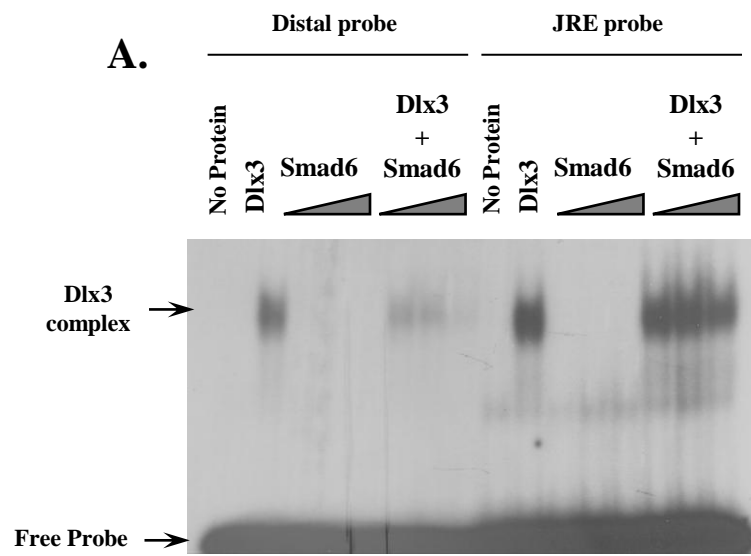 Distal probe
JRE probe
A.
No Protein
Dlx3
Smad6
Dlx3
+
Smad6
No Protein
Dlx3
Smad6
Dlx3
+
Smad6
Dlx3
complex
Free Probe